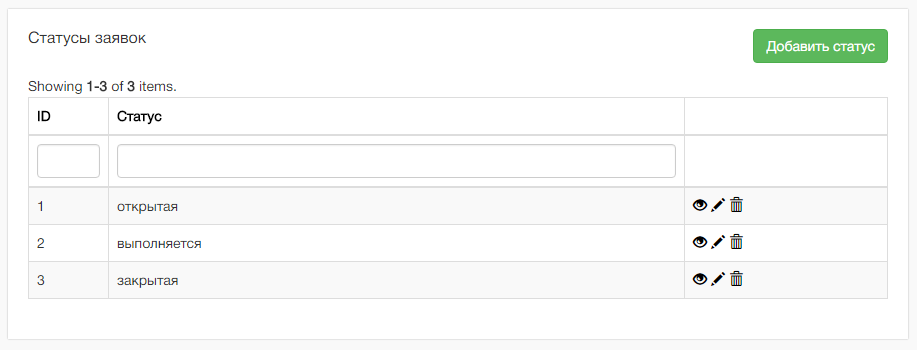 Статусы заявок
Добавить статус
Showing 1-3 of 3 items.
ID Статус
1 открытая
2 выполняется
3 закрытая